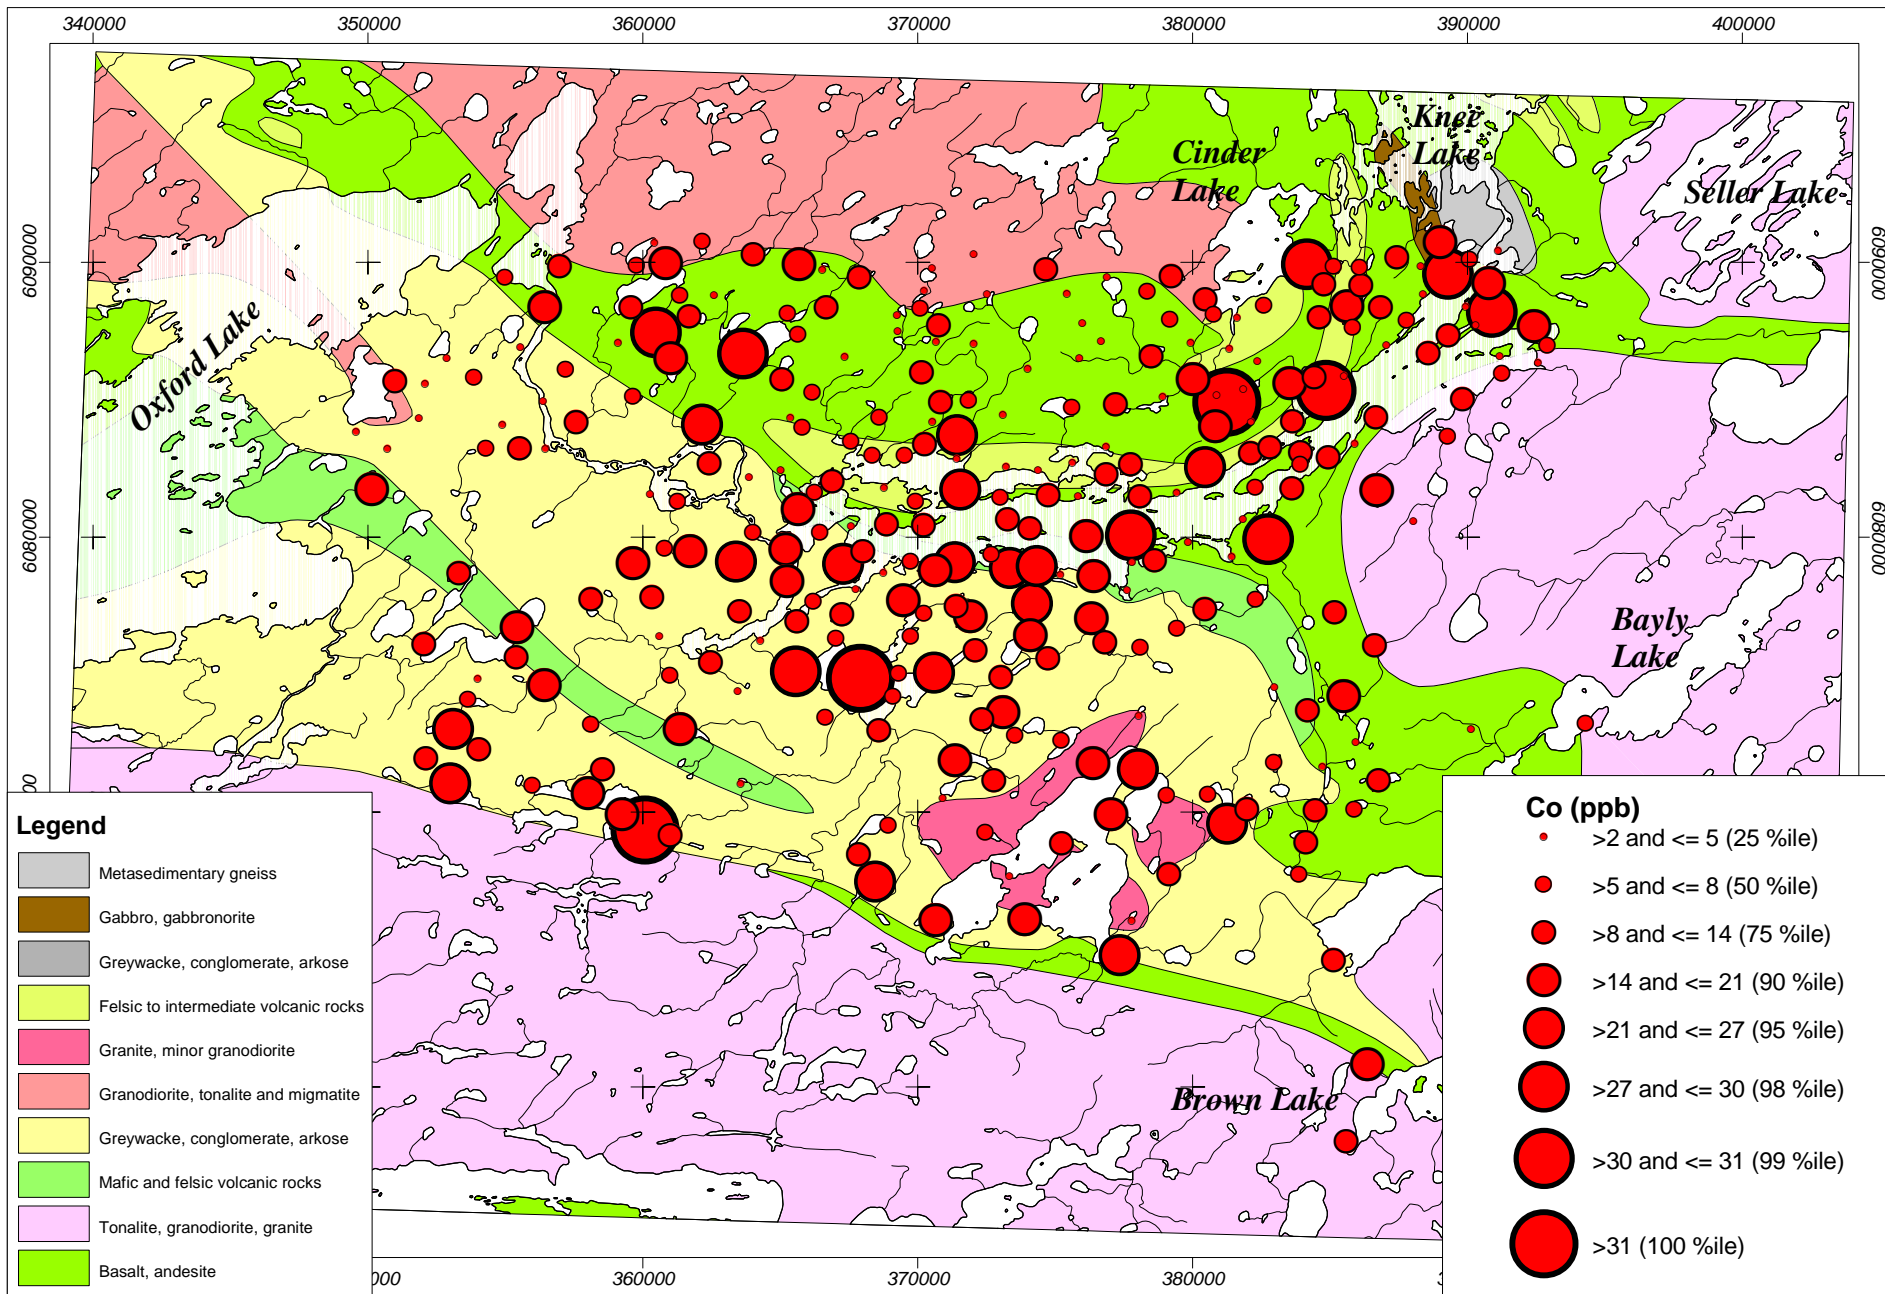 340000 350000 360000 370000 380000 390000 400000
Knee
Lake
Cinder
Lake
Seller Lake
6090000 6090000
Oxford Lake
6080000 6080000
Bayly
Lake
Brown Lake
00
Legend
Metasedimentary gneiss
Gabbro, gabbronorite
Greywacke, conglomerate, arkose
Felsic to intermediate volcanic rocks
Granite, minor granodiorite
Granodiorite, tonalite and migmatite
Greywacke, conglomerate, arkose
Mafic and felsic volcanic rocks
Tonalite, granodiorite, granite
Basalt, andesite
Co (ppb)
>2 and <= 5 (25 %ile)
>5 and <= 8 (50 %ile)
>8 and <= 14 (75 %ile)
>14 and <= 21 (90 %ile)
>21 and <= 27 (95 %ile)
>27 and <= 30 (98 %ile)
>30 and <= 31 (99 %ile)
>31 (100 %ile)
360000 370000 380000